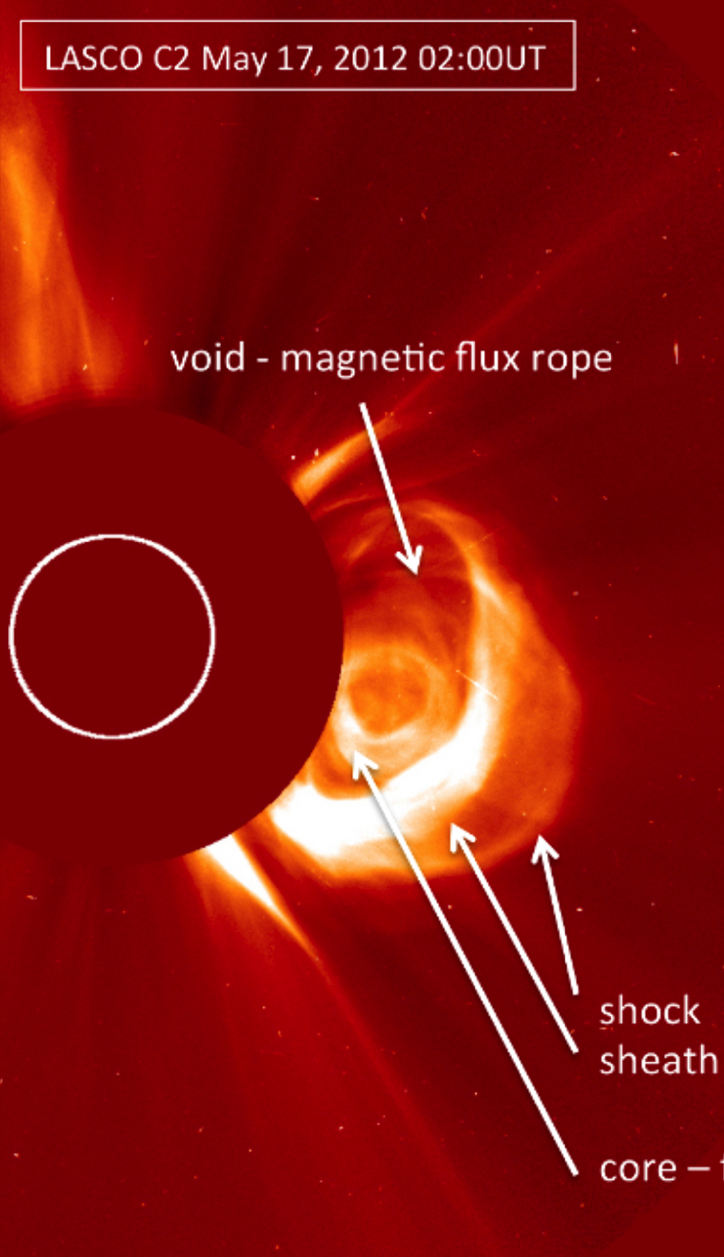 LASCO C2 May 17, 2012 02:00UT
void - magnetic flux rope
shock
sheath
core –